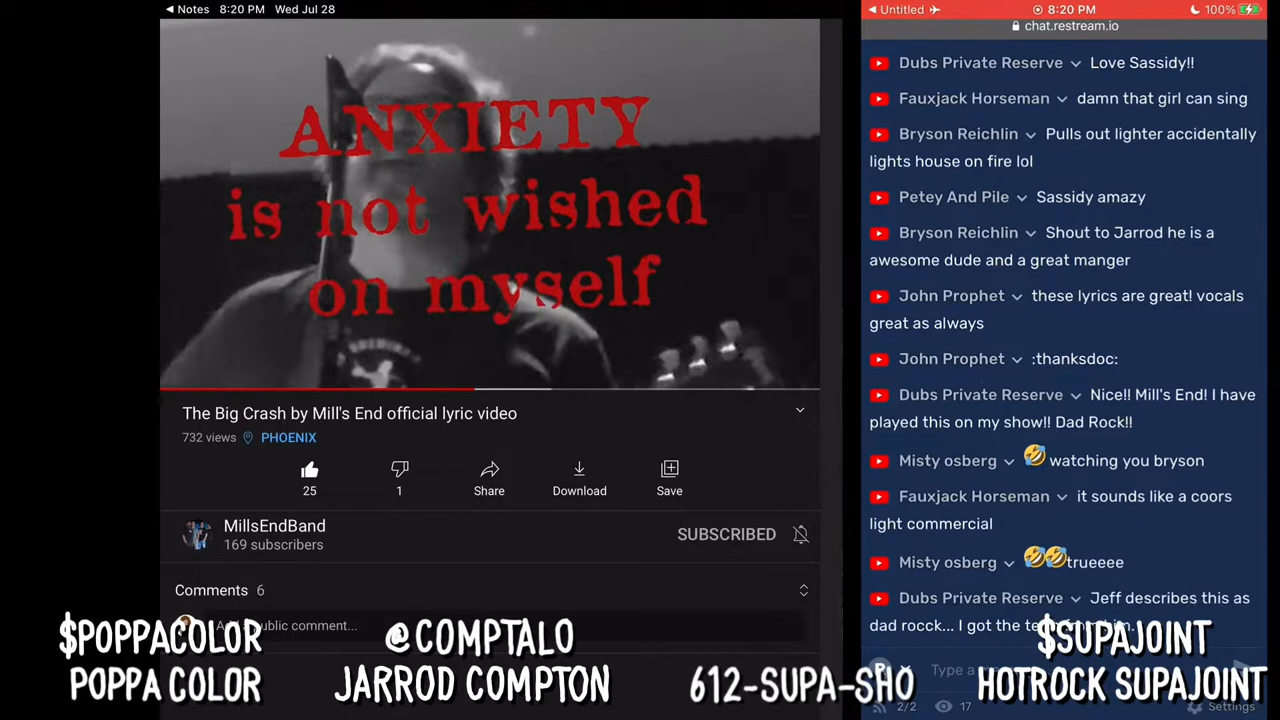 Notes 8:20 PM Wed Jul 28
ANXIETY
is not wished
on myself
The Big Crash by Mill's End official lyric video
732 views PHOENIX
25 1 Share Download Save
MillsEndBand
169 subscribers
SUBSCRIBED
Comments 6
public comment...
$POPPACOLOR
POPPA COLOR
@COMPTALO
JARROD COMPTON
612-SUPA-SHO
$SUPAJOINT
HOTROCK SUPAJOINT
Untitled 8:20 PM 100%
chat.restream.io
Dubs Private Reserve Love Sassidy!!
Fauxjack Horseman damn that girl can sing
Bryson Reichlin Pulls out lighter accidentally
lights house on fire lol
Petey And Pile Sassidy amazy
Bryson Reichlin Shout to Jarrod he is a
awesome dude and a great manger
John Prophet these lyrics are great! vocals
great as always
John Prophet :thanksdoc:
Dubs Private Reserve Nice!! Mill's End! I have
played this on my show!! Dad Rock!!
Misty osberg 🤣 watching you bryson
Fauxjack Horseman it sounds like a coors
light commercial
Misty osberg 🤣🤣trueeee
Dubs Private Reserve Jeff describes this as
dad rocck... I got the
Type a
2/2 17 Settings